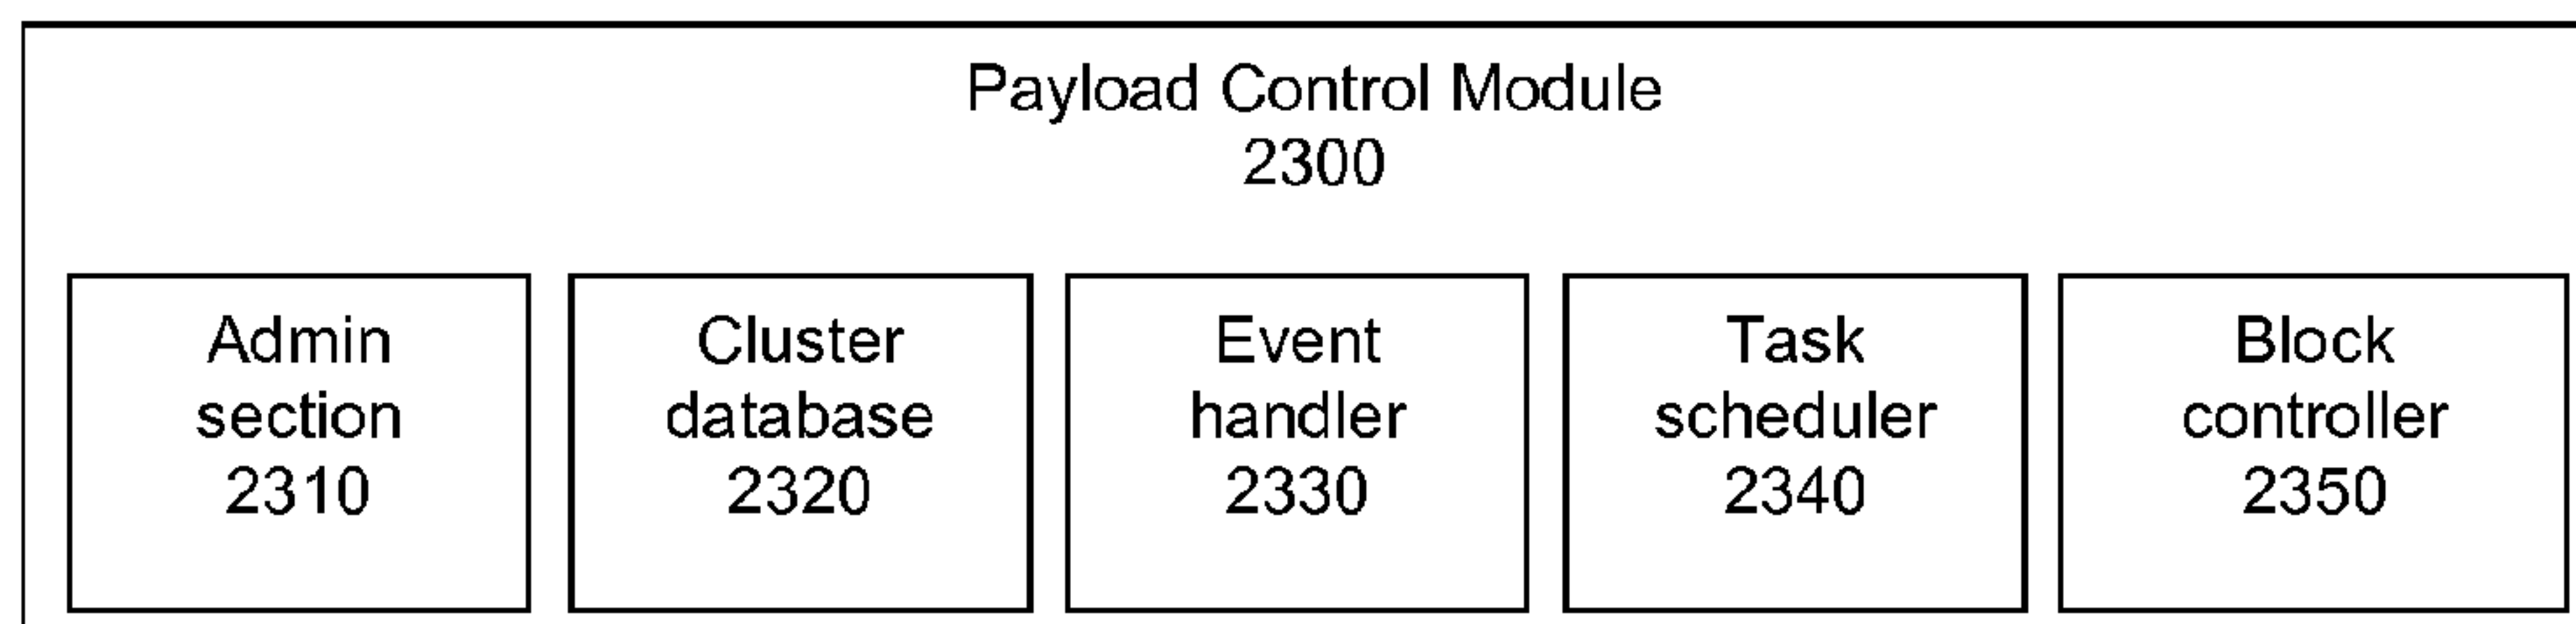 Payload Control Module
2300
Admin
section
2310
Cluster
database
2320
Event
handler
2330
Task
scheduler
2340
Block
controller
2350